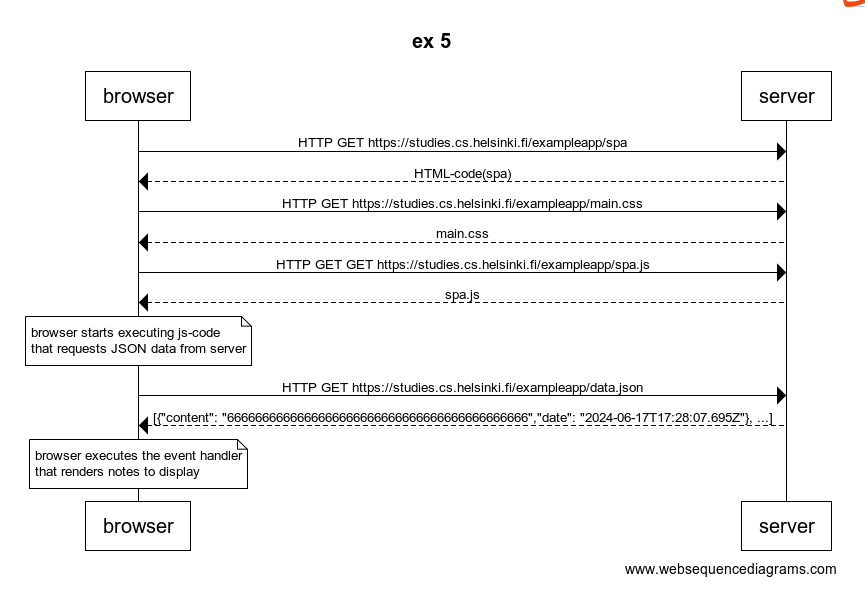 ex 5
browser
server
HTTP GET https://studies.cs.helsinki.fi/exampleapp/spa
HTML-code(spa)
HTTP GET https://studies.cs.helsinki.fi/exampleapp/main.css
main.css
HTTP GET GET https://studies.cs.helsinki.fi/exampleapp/spa.js
spa.js
browser starts executing js-code
that requests JSON data from server
HTTP GET https://studies.cs.helsinki.fi/exampleapp/data.json
[{"content": "6666666666666666666666666666666666666666666","date": "2024-06-17T17:28:07.695Z"}, ...]
browser executes the event handler
that renders notes to display
browser
server
www.websequencediagrams.com